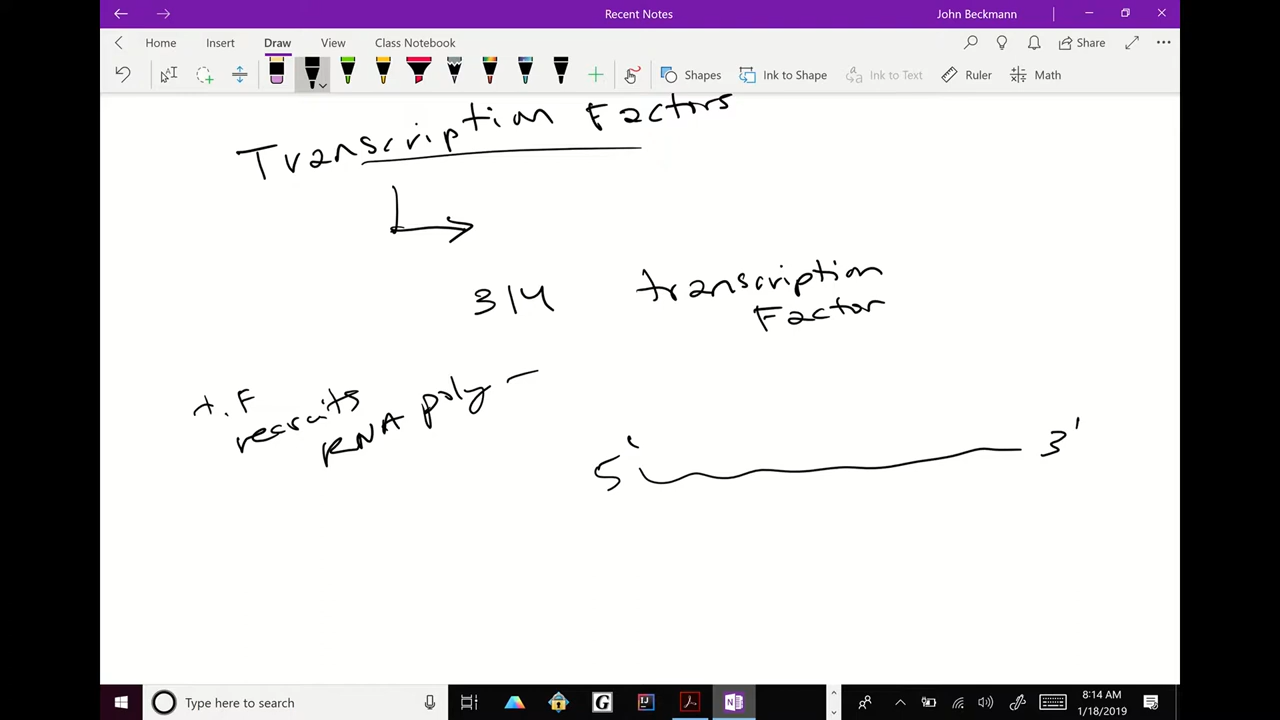 Recent Notes
John Beckmann
Home Insert Draw View Class Notebook
Share
Shapes Ink to Shape Ink to Text Ruler Math
Transcription Factors
314 transcription
Factor
t.F
recruits
RNA poly -
5' 3'
Type here to search
8:14 AM
1/18/2019